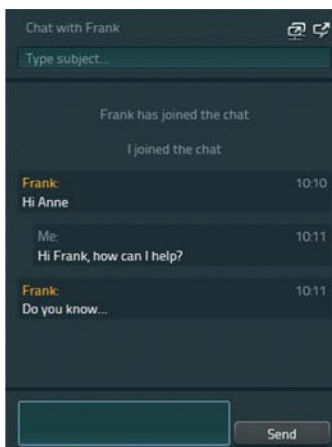 Chat with Frank
Type subject...
Frank has joined the chat
I joined the chat
Frank: 10:10
Hi Anne
Me: 10:11
Hi Frank, how can I help?
Frank: 10:11
Do you know...
Send